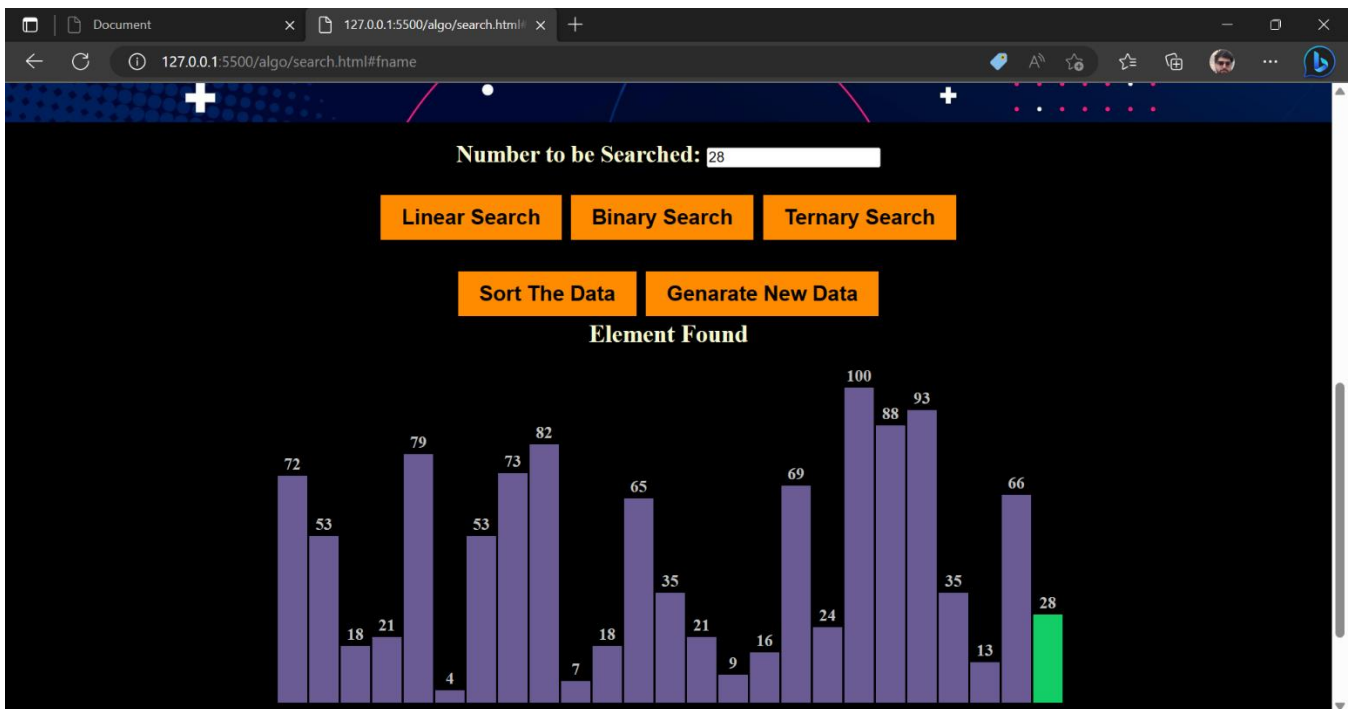 Document
127.0.0.1:5500/algo/search.html#
127.0.0.1:5500/algo/search.html#fname
Number to be Searched: 28
Linear Search Binary Search Ternary Search
Sort The Data Genarate New Data
Element Found
72 53 18 21 79 4 53 73 82 7 18 65 35 21 9 16 69 24 100 88 93 35 13 66 28